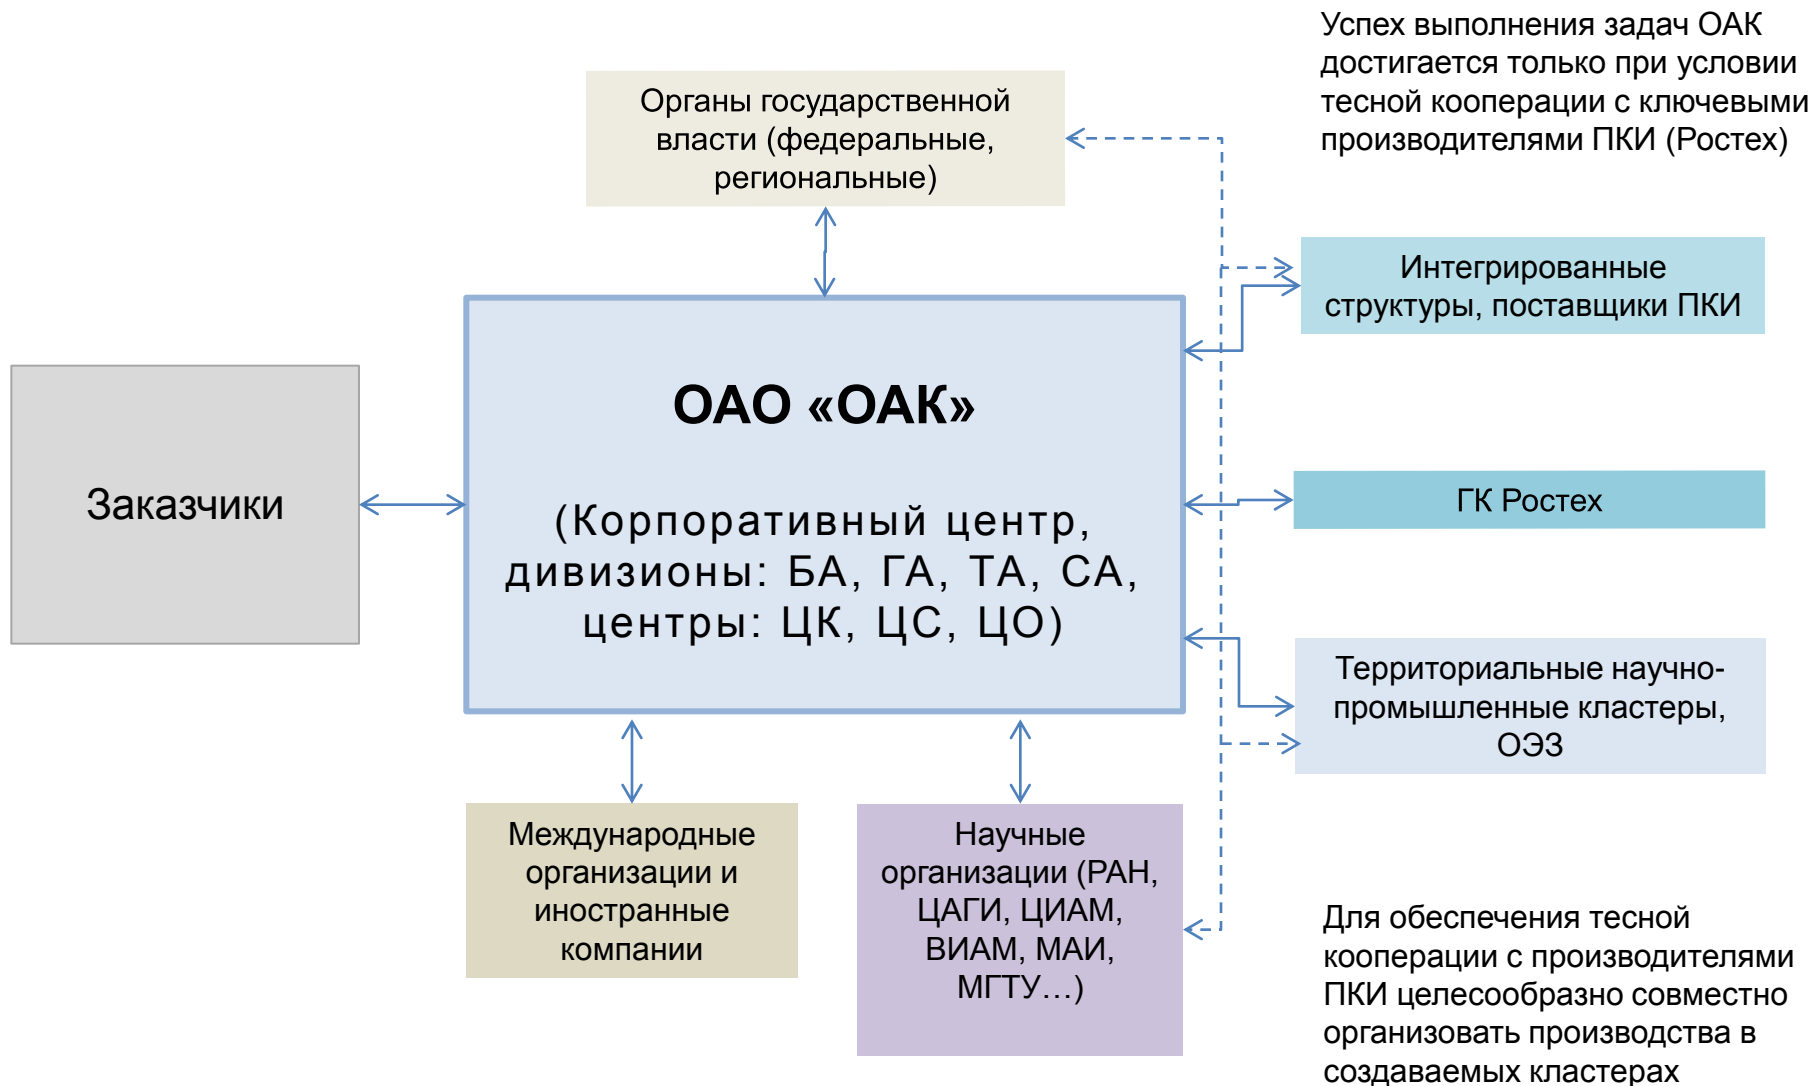 Успех выполнения задач ОАК
достигается только при условии
тесной кооперации с ключевыми
производителями ПКИ (Ростех)
Органы государственной
власти (федеральные,
региональные)
Интегрированные
структуры, поставщики ПКИ
ОАО «ОАК»
(Корпоративный центр,
дивизионы: БА, ГА, ТА, СА,
центры: ЦК, ЦС, ЦО)
Заказчики
ГК Ростех
Территориальные научно-
промышленные кластеры,
ОЭЗ
Международные
организации и
иностранные
компании
Научные
организации (РАН,
ЦАГИ, ЦИАМ,
ВИАМ, МАИ,
МГТУ…)
Для обеспечения тесной
кооперации с производителями
ПКИ целесообразно совместно
организовать производства в
создаваемых кластерах